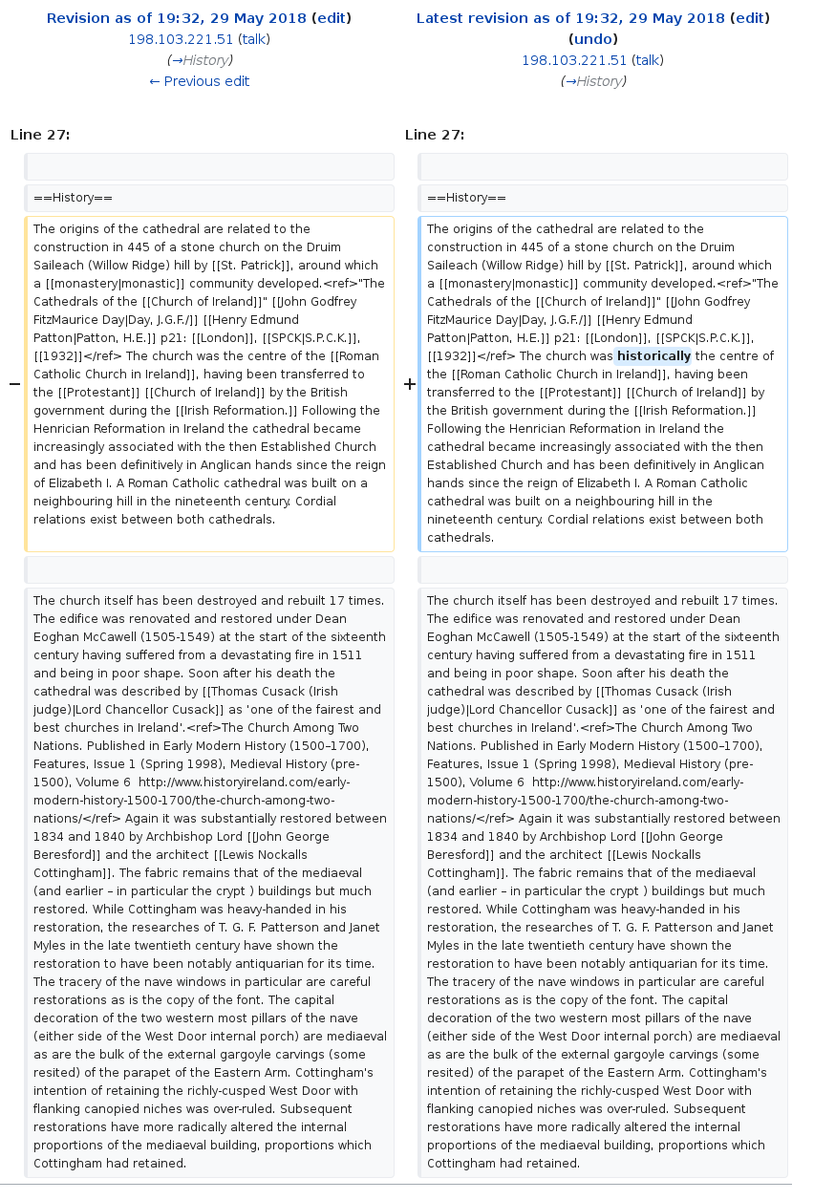 Revision as of 19:32, 29 May 2018 (edit)
198.103.221.51 (talk)
(→History)
← Previous edit
Latest revision as of 19:32, 29 May 2018 (edit)
(undo)
198.103.221.51 (talk)
(→History)
Line 27:
==History==
− The origins of the cathedral are related to the
construction in 445 of a stone church on the Druim
Saileach (Willow Ridge) hill by [[St. Patrick]], around which
a [[monastery|monastic]] community developed.<ref>"The
Cathedrals of the [[Church of Ireland]]" [[John Godfrey
FitzMaurice Day|Day, J.G.F./]] [[Henry Edmund
Patton|Patton, H.E.]] p21: [[London]], [[SPCK|S.P.C.K.]],
[[1932]]</ref> The church was the centre of the [[Roman
Catholic Church in Ireland]], having been transferred to
the [[Protestant]] [[Church of Ireland]] by the British
government during the [[Irish Reformation.]] Following the
Henrician Reformation in Ireland the cathedral became
increasingly associated with the then Established Church
and has been definitively in Anglican hands since the reign
of Elizabeth I. A Roman Catholic cathedral was built on a
neighbouring hill in the nineteenth century. Cordial
relations exist between both cathedrals.
The church itself has been destroyed and rebuilt 17 times.
The edifice was renovated and restored under Dean
Eoghan McCawell (1505-1549) at the start of the sixteenth
century having suffered from a devastating fire in 1511
and being in poor shape. Soon after his death the
cathedral was described by [[Thomas Cusack (Irish
judge)|Lord Chancellor Cusack]] as 'one of the fairest and
best churches in Ireland'.<ref>The Church Among Two
Nations. Published in Early Modern History (1500–1700),
Features, Issue 1 (Spring 1998), Medieval History (pre-
1500), Volume 6  http://www.historyireland.com/early-
modern-history-1500-1700/the-church-among-two-
nations/</ref> Again it was substantially restored between
1834 and 1840 by Archbishop Lord [[John George
Beresford]] and the architect [[Lewis Nockalls
Cottingham]]. The fabric remains that of the mediaeval
(and earlier – in particular the crypt ) buildings but much
restored. While Cottingham was heavy-handed in his
restoration, the researches of T. G. F. Patterson and Janet
Myles in the late twentieth century have shown the
restoration to have been notably antiquarian for its time.
The tracery of the nave windows in particular are careful
restorations as is the copy of the font. The capital
decoration of the two western most pillars of the nave
(either side of the West Door internal porch) are mediaeval
as are the bulk of the external gargoyle carvings (some
resited) of the parapet of the Eastern Arm. Cottingham's
intention of retaining the richly-cusped West Door with
flanking canopied niches was over-ruled. Subsequent
restorations have more radically altered the internal
proportions of the mediaeval building, proportions which
Cottingham had retained.
Line 27:
==History==
+ The origins of the cathedral are related to the
construction in 445 of a stone church on the Druim
Saileach (Willow Ridge) hill by [[St. Patrick]], around which
a [[monastery|monastic]] community developed.<ref>"The
Cathedrals of the [[Church of Ireland]]" [[John Godfrey
FitzMaurice Day|Day, J.G.F./]] [[Henry Edmund
Patton|Patton, H.E.]] p21: [[London]], [[SPCK|S.P.C.K.]],
[[1932]]</ref> The church was historically the centre of
the [[Roman Catholic Church in Ireland]], having been
transferred to the [[Protestant]] [[Church of Ireland]] by
the British government during the [[Irish Reformation.]]
Following the Henrician Reformation in Ireland the
cathedral became increasingly associated with the then
Established Church and has been definitively in Anglican
hands since the reign of Elizabeth I. A Roman Catholic
cathedral was built on a neighbouring hill in the
nineteenth century. Cordial relations exist between both
cathedrals.
The church itself has been destroyed and rebuilt 17 times.
The edifice was renovated and restored under Dean
Eoghan McCawell (1505-1549) at the start of the sixteenth
century having suffered from a devastating fire in 1511
and being in poor shape. Soon after his death the
cathedral was described by [[Thomas Cusack (Irish
judge)|Lord Chancellor Cusack]] as 'one of the fairest and
best churches in Ireland'.<ref>The Church Among Two
Nations. Published in Early Modern History (1500–1700),
Features, Issue 1 (Spring 1998), Medieval History (pre-
1500), Volume 6  http://www.historyireland.com/early-
modern-history-1500-1700/the-church-among-two-
nations/</ref> Again it was substantially restored between
1834 and 1840 by Archbishop Lord [[John George
Beresford]] and the architect [[Lewis Nockalls
Cottingham]]. The fabric remains that of the mediaeval
(and earlier – in particular the crypt ) buildings but much
restored. While Cottingham was heavy-handed in his
restoration, the researches of T. G. F. Patterson and Janet
Myles in the late twentieth century have shown the
restoration to have been notably antiquarian for its time.
The tracery of the nave windows in particular are careful
restorations as is the copy of the font. The capital
decoration of the two western most pillars of the nave
(either side of the West Door internal porch) are mediaeval
as are the bulk of the external gargoyle carvings (some
resited) of the parapet of the Eastern Arm. Cottingham's
intention of retaining the richly-cusped West Door with
flanking canopied niches was over-ruled. Subsequent
restorations have more radically altered the internal
proportions of the mediaeval building, proportions which
Cottingham had retained.